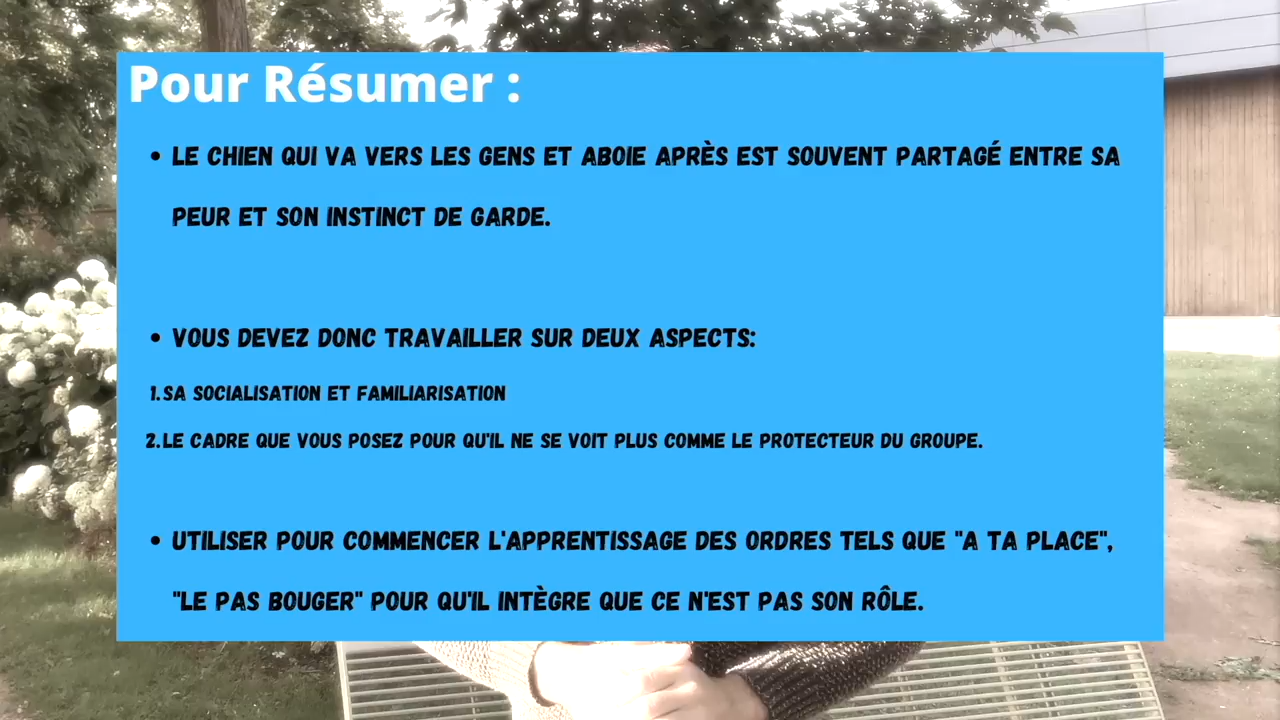 Pour Résumer :
• LE CHIEN QUI VA VERS LES GENS ET ABOIE APRÈS EST SOUVENT PARTAGÉ ENTRE SA
PEUR ET SON INSTINCT DE GARDE.
• VOUS DEVEZ DONC TRAVAILLER SUR DEUX ASPECTS:
1.SA SOCIALISATION ET FAMILIARISATION
2.LE CADRE QUE VOUS POSEZ POUR QU'IL NE SE VOIT PLUS COMME LE PROTECTEUR DU GROUPE.
• UTILISER POUR COMMENCER L'APPRENTISSAGE DES ORDRES TELS QUE "A TA PLACE",
"LE PAS BOUGER" POUR QU'IL INTÈGRE QUE CE N'EST PAS SON RÔLE.